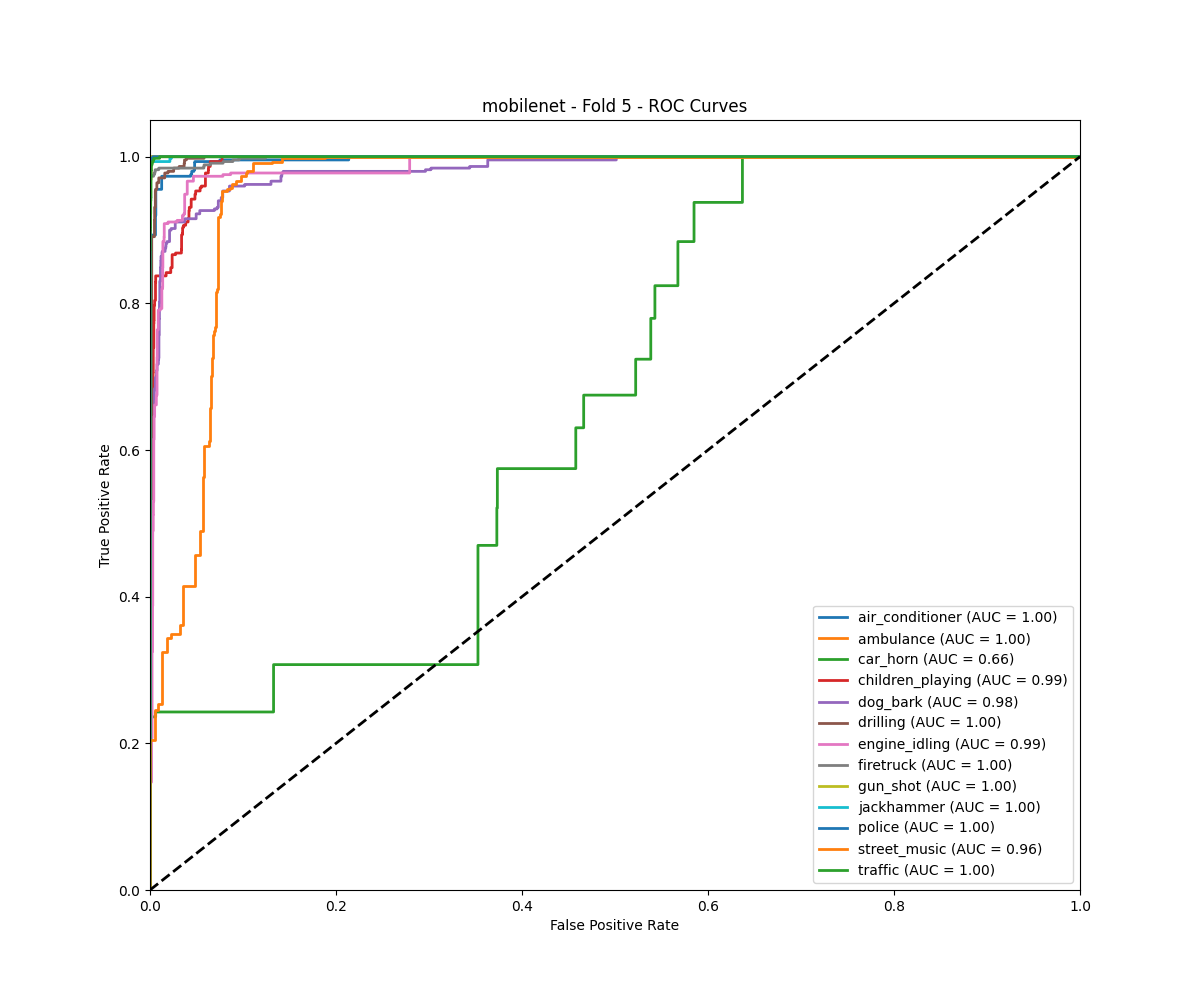 mobilenet - Fold 5 - ROC Curves
1.0
0.8
0.6
0.4
0.2
0.0
True Positive Rate
0.0 0.2 0.4 0.6 0.8 1.0
False Positive Rate
air_conditioner (AUC = 1.00)
ambulance (AUC = 1.00)
car_horn (AUC = 0.66)
children_playing (AUC = 0.99)
dog_bark (AUC = 0.98)
drilling (AUC = 1.00)
engine_idling (AUC = 0.99)
firetruck (AUC = 1.00)
gun_shot (AUC = 1.00)
jackhammer (AUC = 1.00)
police (AUC = 1.00)
street_music (AUC = 0.96)
traffic (AUC = 1.00)